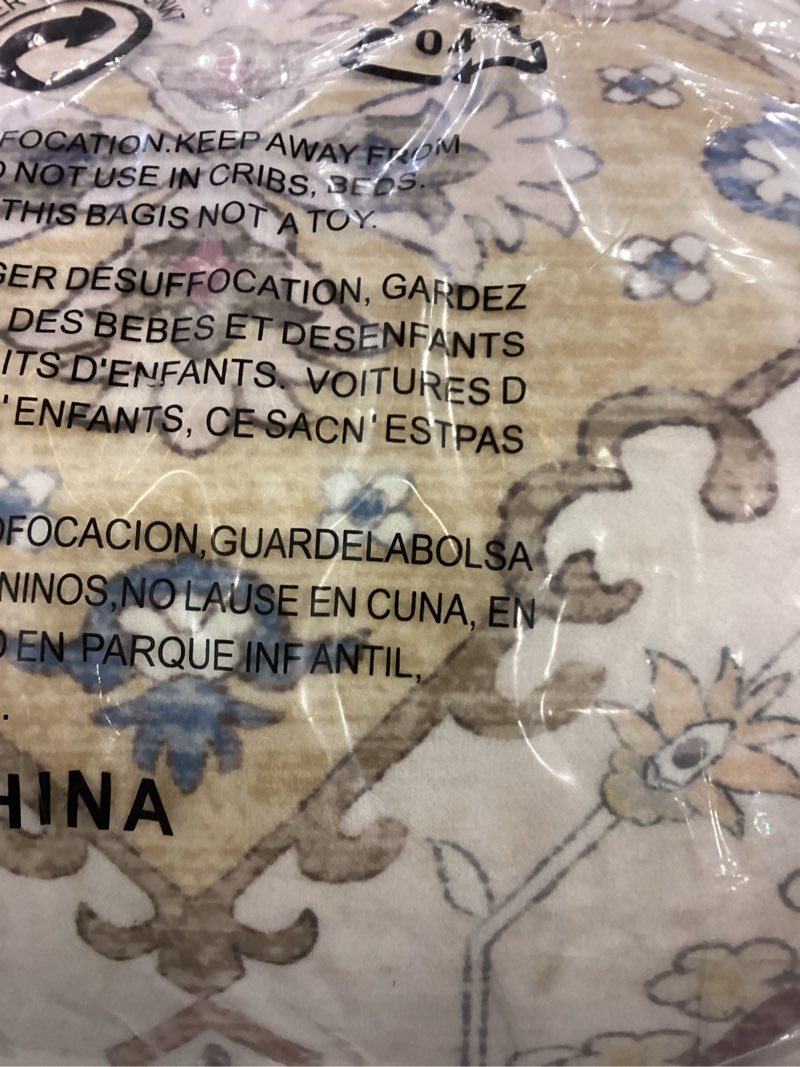 04
FOCATION.KEEP AWAY FROM
NOT USE IN CRIBS, BEDS.
THIS BAGIS NOT A TOY.
GER DESUFFOCATION, GARDEZ
DES BEBES ET DESENFANTS
ITS D'ENFANTS. VOITURES D
'ENFANTS, CE SACN'ESTPAS
OFOCACION,GUARDELABOLSA
NINOS,NO LAUSE EN CUNA, EN
O EN PARQUE INFANTIL,
.
HINA